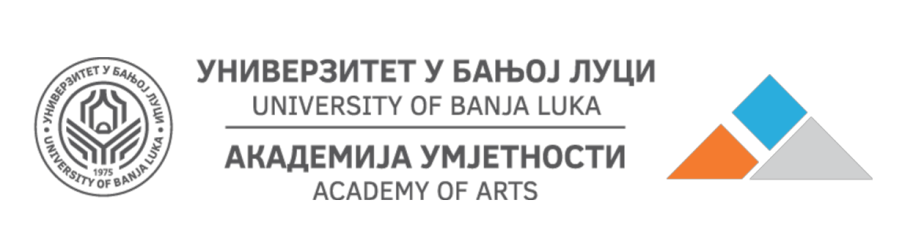 УНИВЕРЗИТЕТ У БАЊОЈ ЛУЦИ
UNIVERSITY OF BANJA LUKA
1975
УНИВЕРЗИТЕТ У БАЊОЈ ЛУЦИ
UNIVERSITY OF BANJA LUKA
АКАДЕМИЈА УМЈЕТНОСТИ
ACADEMY OF ARTS